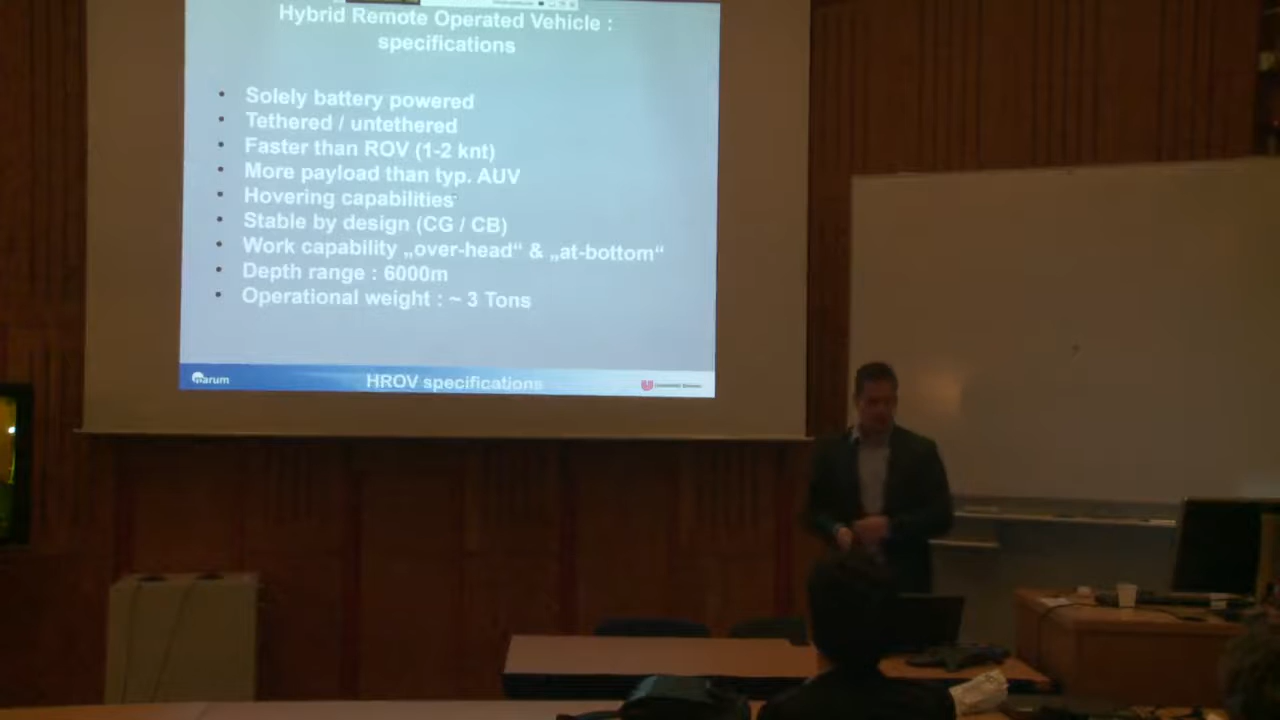 Hybrid Remote Operated Vehicle :
specifications
• Solely battery powered
• Tethered / untethered
• Faster than ROV (1-2 knt)
• More payload than typ. AUV
• Hovering capabilities
• Stable by design (CG / CB)
• Work capability „over-head“ & „at-bottom“
• Depth range : 6000m
• Operational weight : ~ 3 Tons
marum
HROV specifications